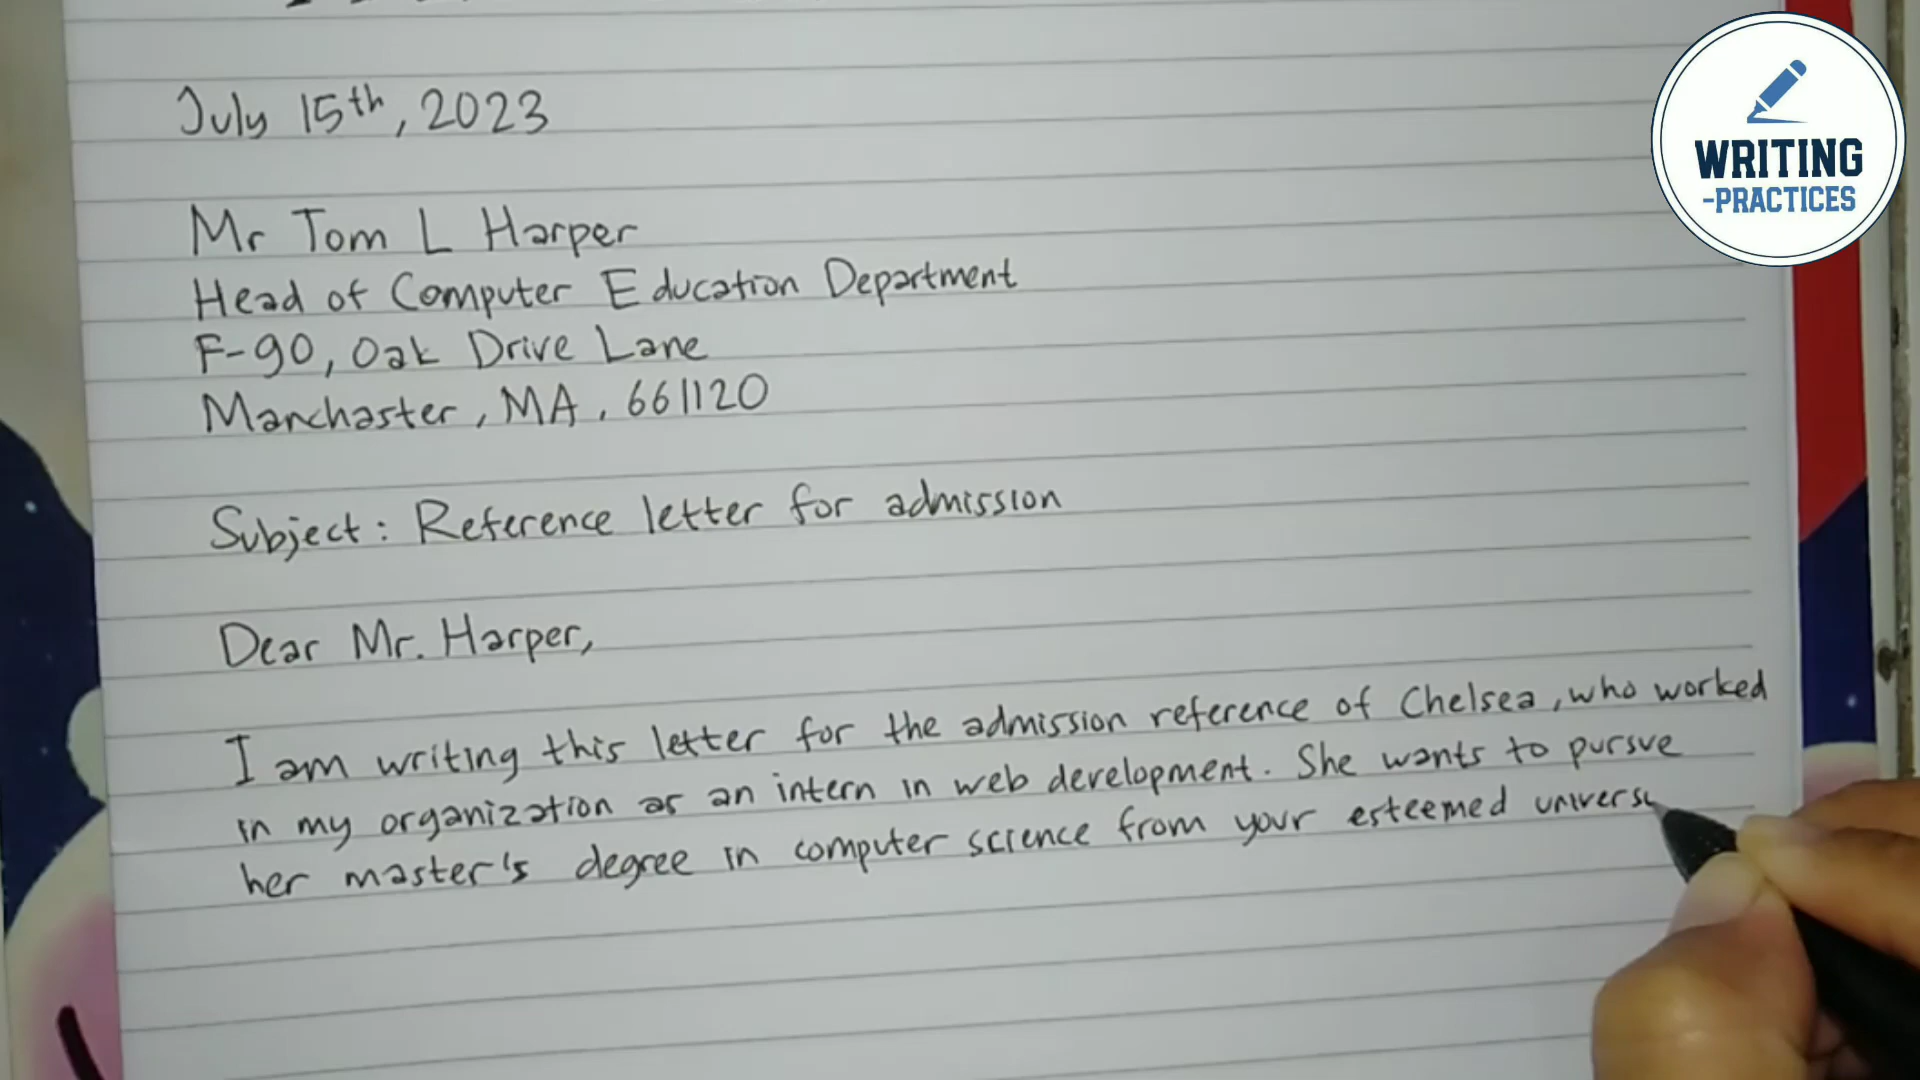 July 15th, 2023
Mr Tom L Harper
Head of Computer Education Department
F-90, Oak Drive Lane
Manchaster, MA, 661120
Subject: Reference letter for admission
Dear Mr. Harper,
I am writing this letter for the admission reference of Chelsea, who worked
in my organization as an intern in web development. She wants to pursue
her master's degree in computer science from your esteemed univers
WRITING
-PRACTICES